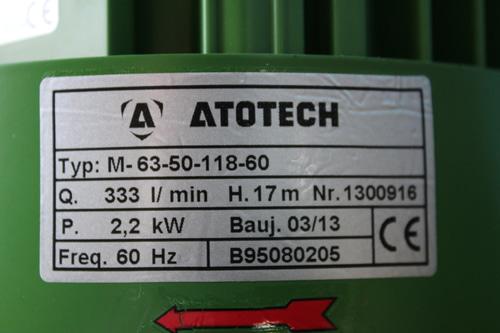 ATOTECH
Typ: M- 63-50-118-60
Q. 333 l/ min H. 17 m Nr. 1300916
P. 2,2 kW Bauj. 03/13 CE
Freq. 60 Hz B95080205